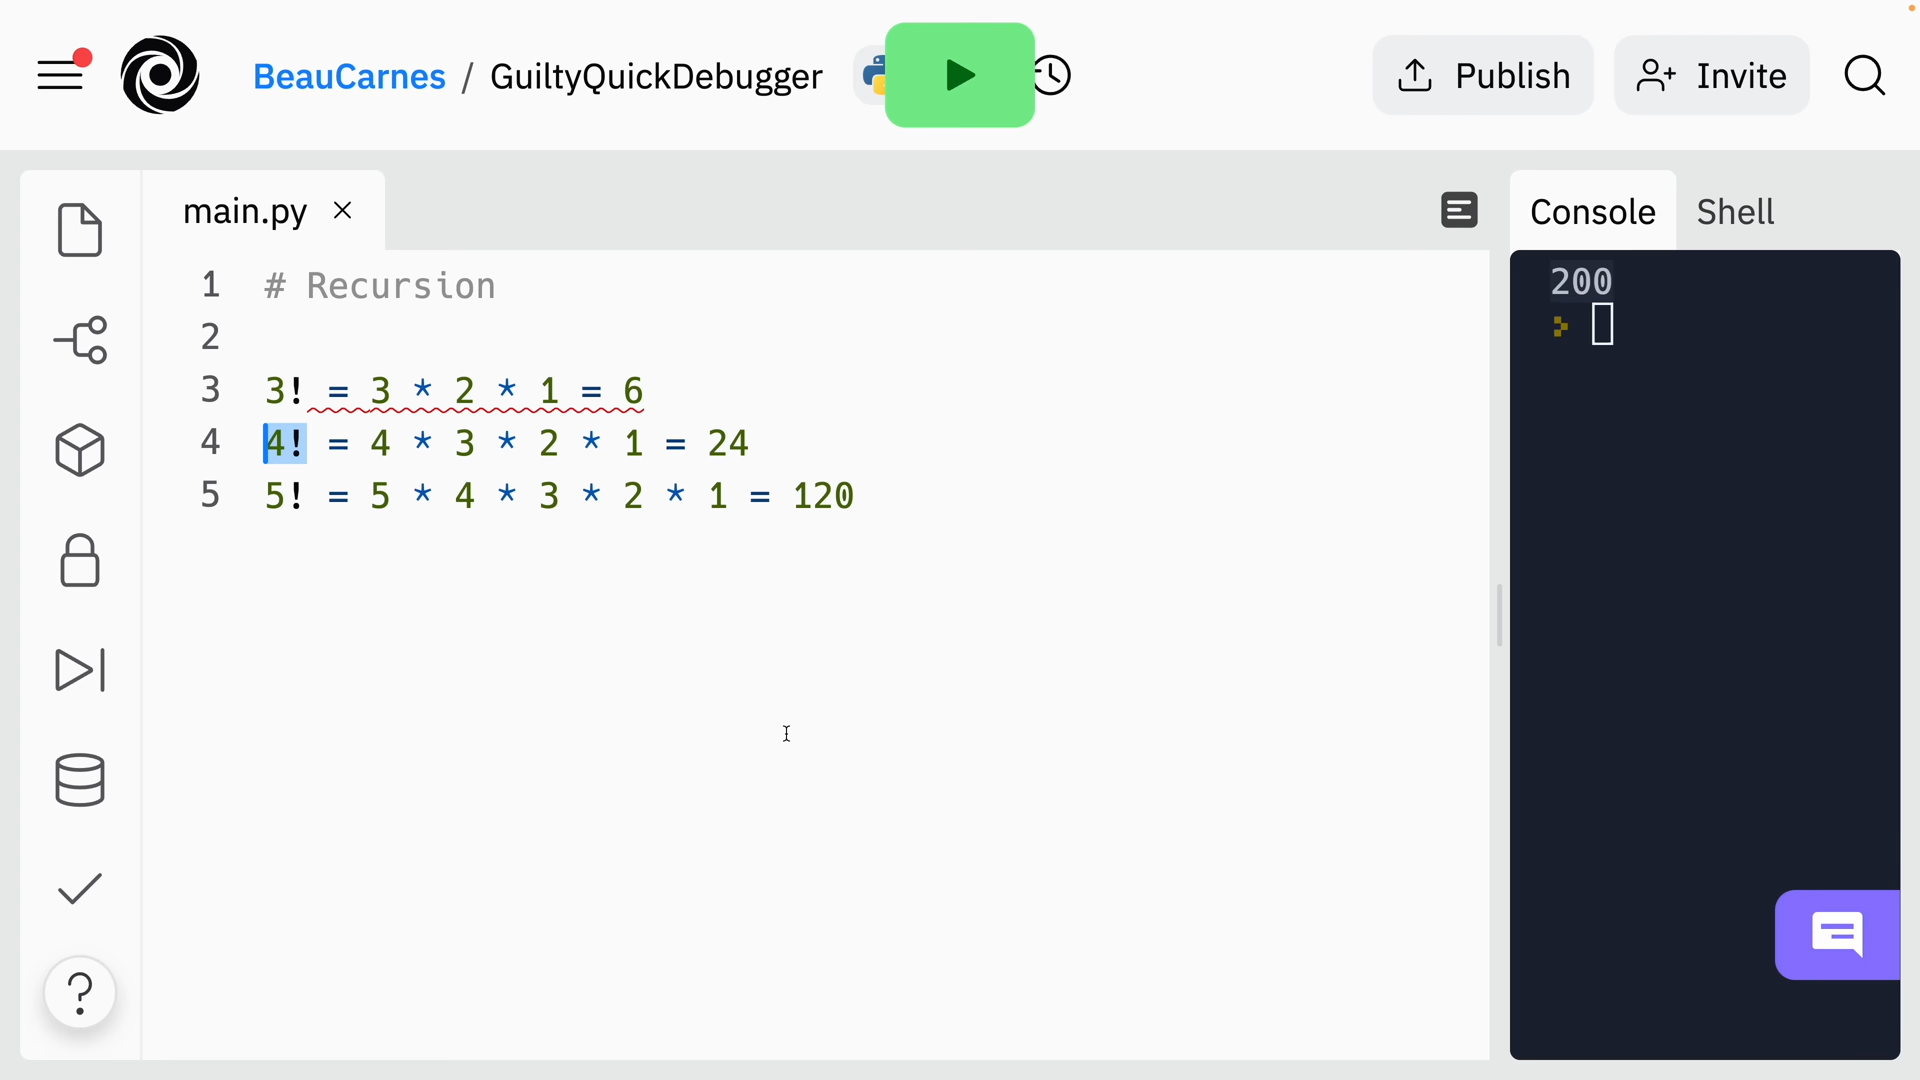 BeauCarnes / GuiltyQuickDebugger
Publish
Invite
main.py
Console
Shell
1 # Recursion
2
3 3! = 3 * 2 * 1 = 6
4 4! = 4 * 3 * 2 * 1 = 24
5 5! = 5 * 4 * 3 * 2 * 1 = 120
200